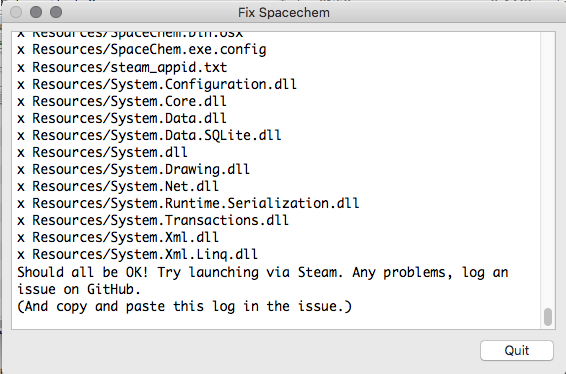 Fix Spacechem
x Resources/SpaceChem.bin.osx
x Resources/SpaceChem.exe.config
x Resources/steam_appid.txt
x Resources/System.Configuration.dll
x Resources/System.Core.dll
x Resources/System.Data.dll
x Resources/System.Data.SQLite.dll
x Resources/System.dll
x Resources/System.Drawing.dll
x Resources/System.Net.dll
x Resources/System.Runtime.Serialization.dll
x Resources/System.Transactions.dll
x Resources/System.Xml.dll
x Resources/System.Xml.Linq.dll
Should all be OK! Try launching via Steam. Any problems, log an
issue on GitHub.
(And copy and paste this log in the issue.)
Quit